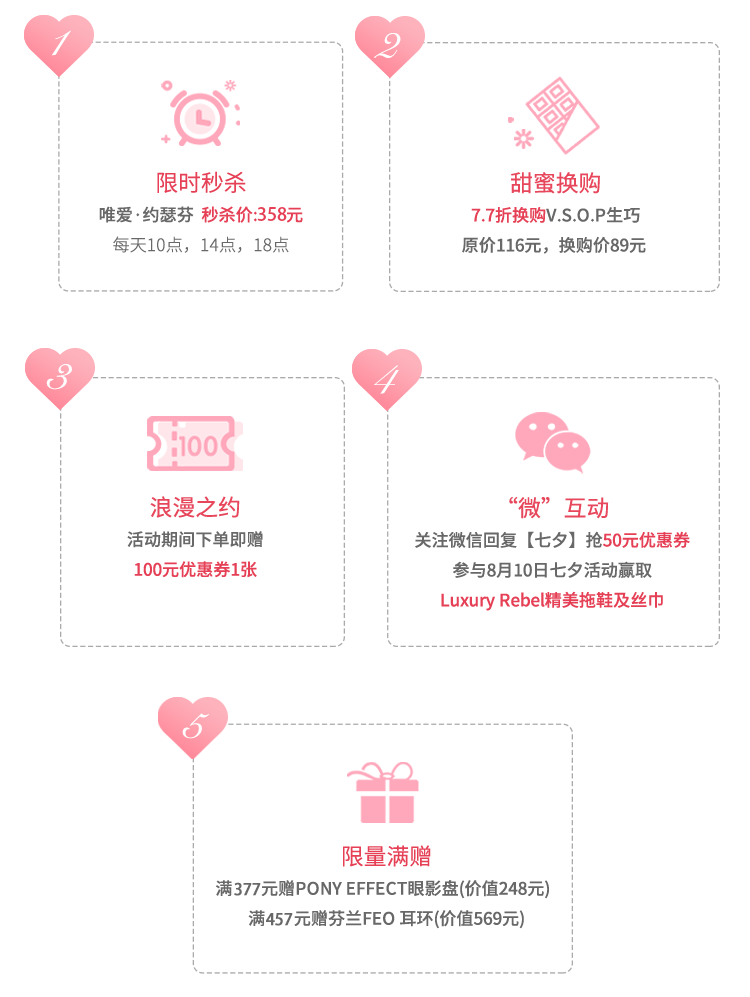 1
限时秒杀
唯爱·约瑟芬 秒杀价:358元
每天10点，14点，18点
2
甜蜜换购
7.7折换购V.S.O.P生巧
原价116元，换购价89元
3
100
浪漫之约
活动期间下单即赠
100元优惠券1张
4
“微”互动
关注微信回复【七夕】抢50元优惠券
参与8月10日七夕活动赢取
Luxury Rebel精美拖鞋及丝巾
5
限量满赠
满377元赠PONY EFFECT眼影盘(价值248元)
满457元赠芬兰FEO 耳环(价值569元)